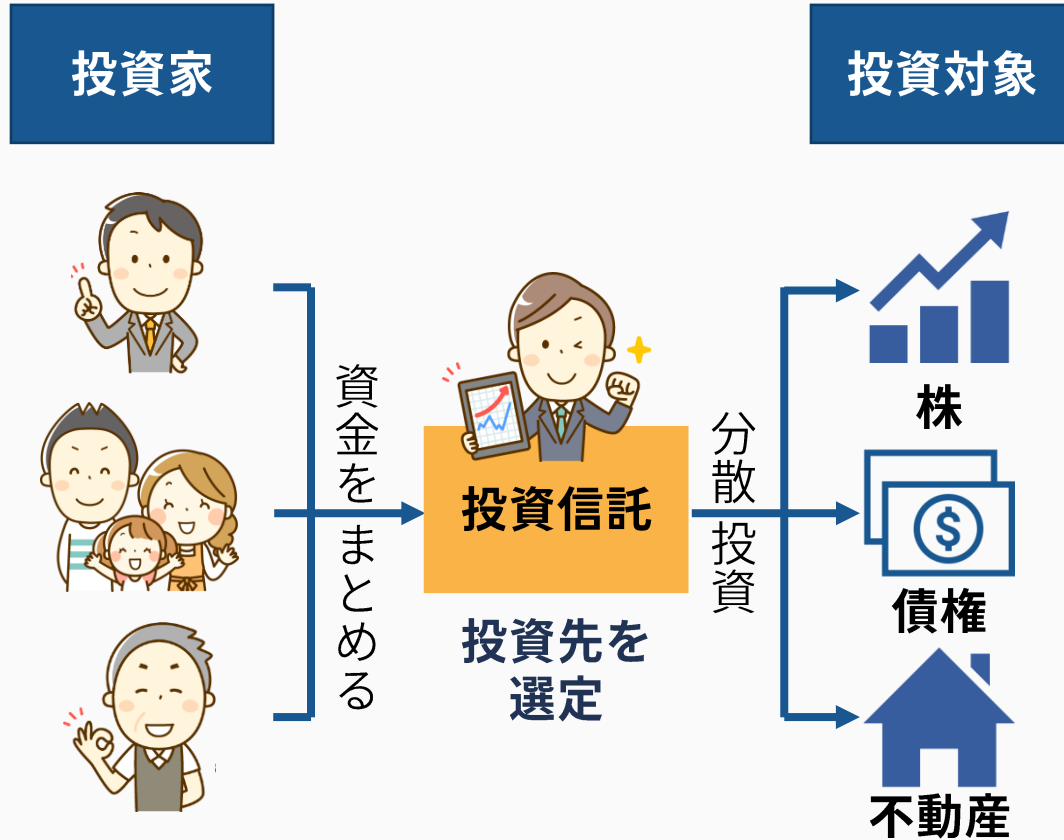 投資家
投資対象
資金をまとめる
投資信託
投資先を
選定
分散投資
株
債権
不動産